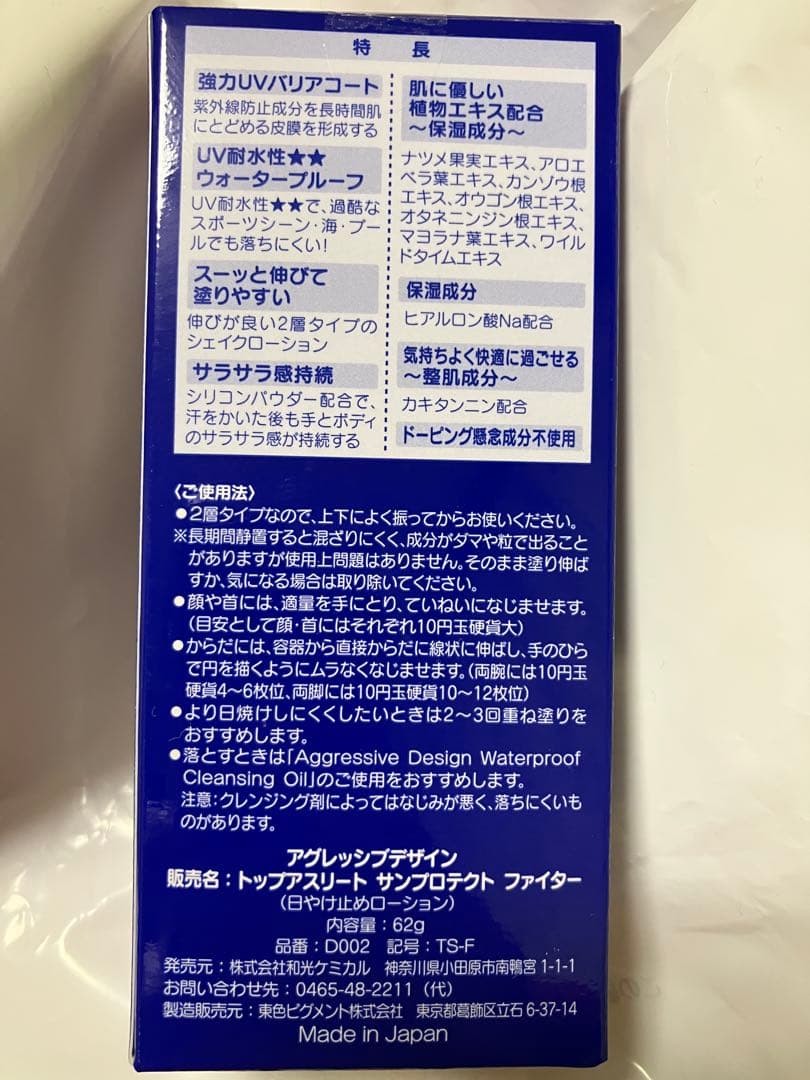 特長
強力UVバリアコート
紫外線防止成分を長時間肌
にとどめる皮膜を形成する
UV耐水性★★
ウォータープルーフ
UV耐水性★★で、過酷な
スポーツシーン・海・プー
ルでも落ちにくい!
スーッと伸びて
塗りやすい
伸びが良い2層タイプの
シェイクローション
サラサラ感持続
シリコンパウダー配合で、
汗をかいた後も手とボディ
のサラサラ感が持続する
肌に優しい
植物エキス配合
〜保湿成分〜
ナツメ果実エキス、アロエ
ベラ葉エキス、カンゾウ根
エキス、オウゴン根エキス、
オタネニンジン根エキス、
マヨラナ葉エキス、ワイル
ドタイムエキス
保湿成分
ヒアルロン酸Na配合
気持ちよく快適に過ごせる
〜整肌成分〜
カキタンニン配合
ドーピング懸念成分不使用
〈ご使用法〉
●2層タイプなので、上下によく振ってからお使いください。
※長期間静置すると混ざりにくく、成分がダマや粒で出ること
がありますが使用上問題はありません。そのまま塗り伸ば
すか、気になる場合は取り除いてください。
●顔や首には、適量を手にとり、ていねいになじませます。
(目安として顔・首にはそれぞれ10円玉硬貨大)
●からだには、容器から直接からだに線状に伸ばし、手のひら
で円を描くようにムラなくなじませます。(両腕には10円玉
硬貨4〜6枚位、両脚には10円玉硬貨10〜12枚位)
●より日焼けしにくくしたいときは2〜3回重ね塗りを
おすすめします。
●落とすときは「Aggressive Design Waterproof
Cleansing Oil」のご使用をおすすめします。
注意:クレンジング剤によってはなじみが悪く、落ちにくいも
のがあります。
アグレッシブデザイン
販売名:トップアスリート サンプロテクト ファイター
(日やけ止めローション)
内容量:62g
品番:D002 記号:TS-F
発売元:株式会社和光ケミカル 神奈川県小田原市南鴨宮1-1-1
お問い合わせ先:0465-48-2211(代)
製造販売元:東色ピグメント株式会社 東京都葛飾区立石6-37-14
Made in Japan